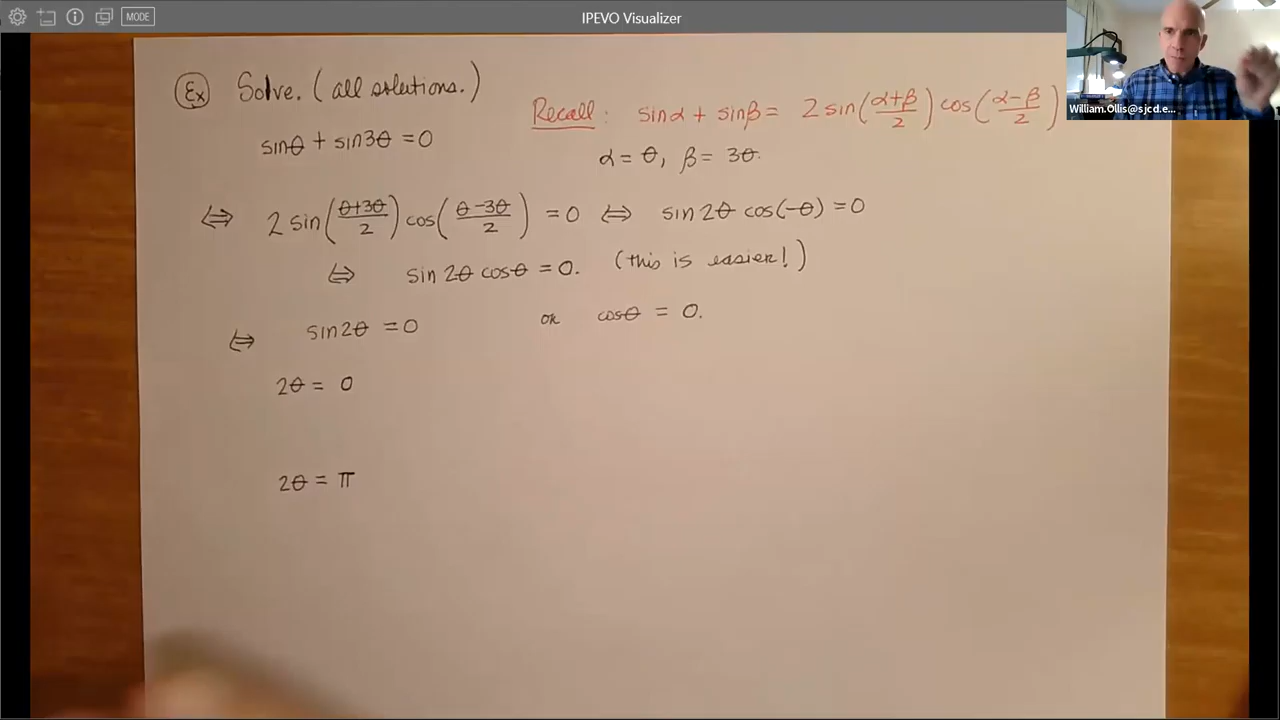 MODE
IPEVO Visualizer
William.Ollis@sjcd.e...
Ex Solve. (all solutions.)
Recall: sinα + sinβ = 2 sin(α+β/2) cos(α-β/2)
sinθ + sin3θ = 0
α = θ, β = 3θ.
⇔ 2 sin(θ+3θ/2) cos(θ-3θ/2) = 0 ⇔ sin 2θ cos(-θ) = 0
⇔ sin 2θ cosθ = 0. (this is easier!)
⇔ sin2θ = 0 or cosθ = 0.
2θ = 0
2θ = π